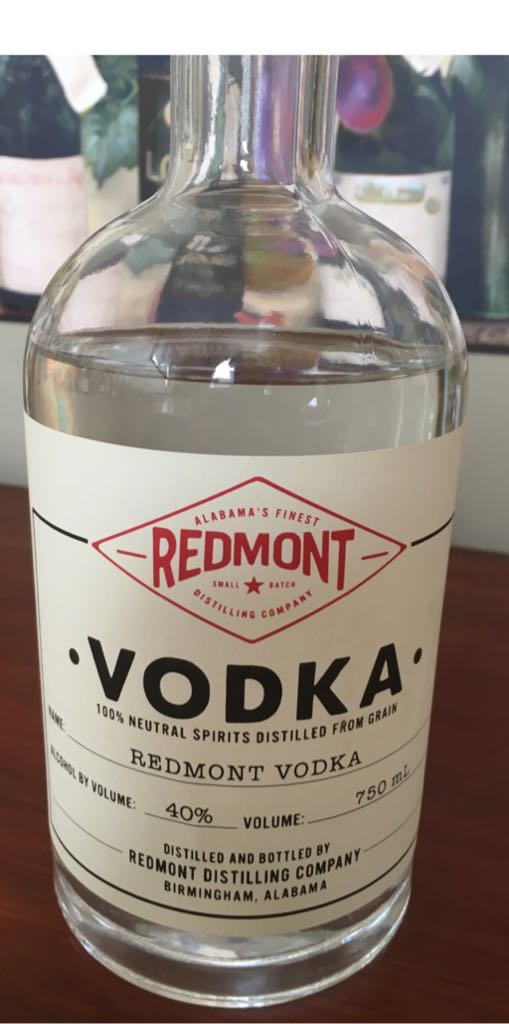 ALABAMA'S FINEST
REDMONT
SMALL ★ BATCH
DISTILLING COMPANY
·VODKA·
100% NEUTRAL SPIRITS DISTILLED FROM GRAIN
NAME: REDMONT VODKA
ALCOHOL BY VOLUME: 40% VOLUME: 750 mL
DISTILLED AND BOTTLED BY
REDMONT DISTILLING COMPANY
BIRMINGHAM, ALABAMA